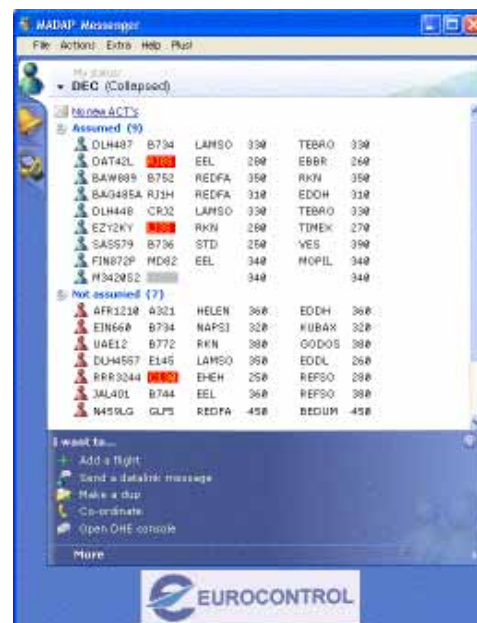 MADAP Messenger
File Actions Extra Help Plus!
My status
DEC (Collapsed)
No new ACT's
Assumed (9)
DLH487 B734 LAMSO 330 TEBRO 330
OAT42L EEL 280 EBBR 260
BAW889 B752 REDFA 350 RKN 350
BAG485A RJ1H REDFA 310 EDDH 310
DLH448 CRJ2 LAMSO 330 TEBRO 330
EZY2KY RKN 280 TIMEX 270
SAS579 B736 STD 250 VES 390
FIN872P MD82 EEL 340 MOPIL 340
M342052 340 340
Not assumed (7)
AFR1210 A321 HELEN 360 EDDH 360
EIN660 B734 NAPSI 320 KUBAX 320
UAE12 B772 RKN 380 GODOS 380
DLH4557 E145 LAMSO 350 EDDL 260
RRR3244 EHEH 250 REFSO 280
JAL401 B744 EEL 360 REFSO 380
N459LG GLF5 REDFA 450 BEDUM 450
I want to...
Add a flight
Send a datalink message
Make a dup
Co-ordinate
Open OHE console
More
EUROCONTROL